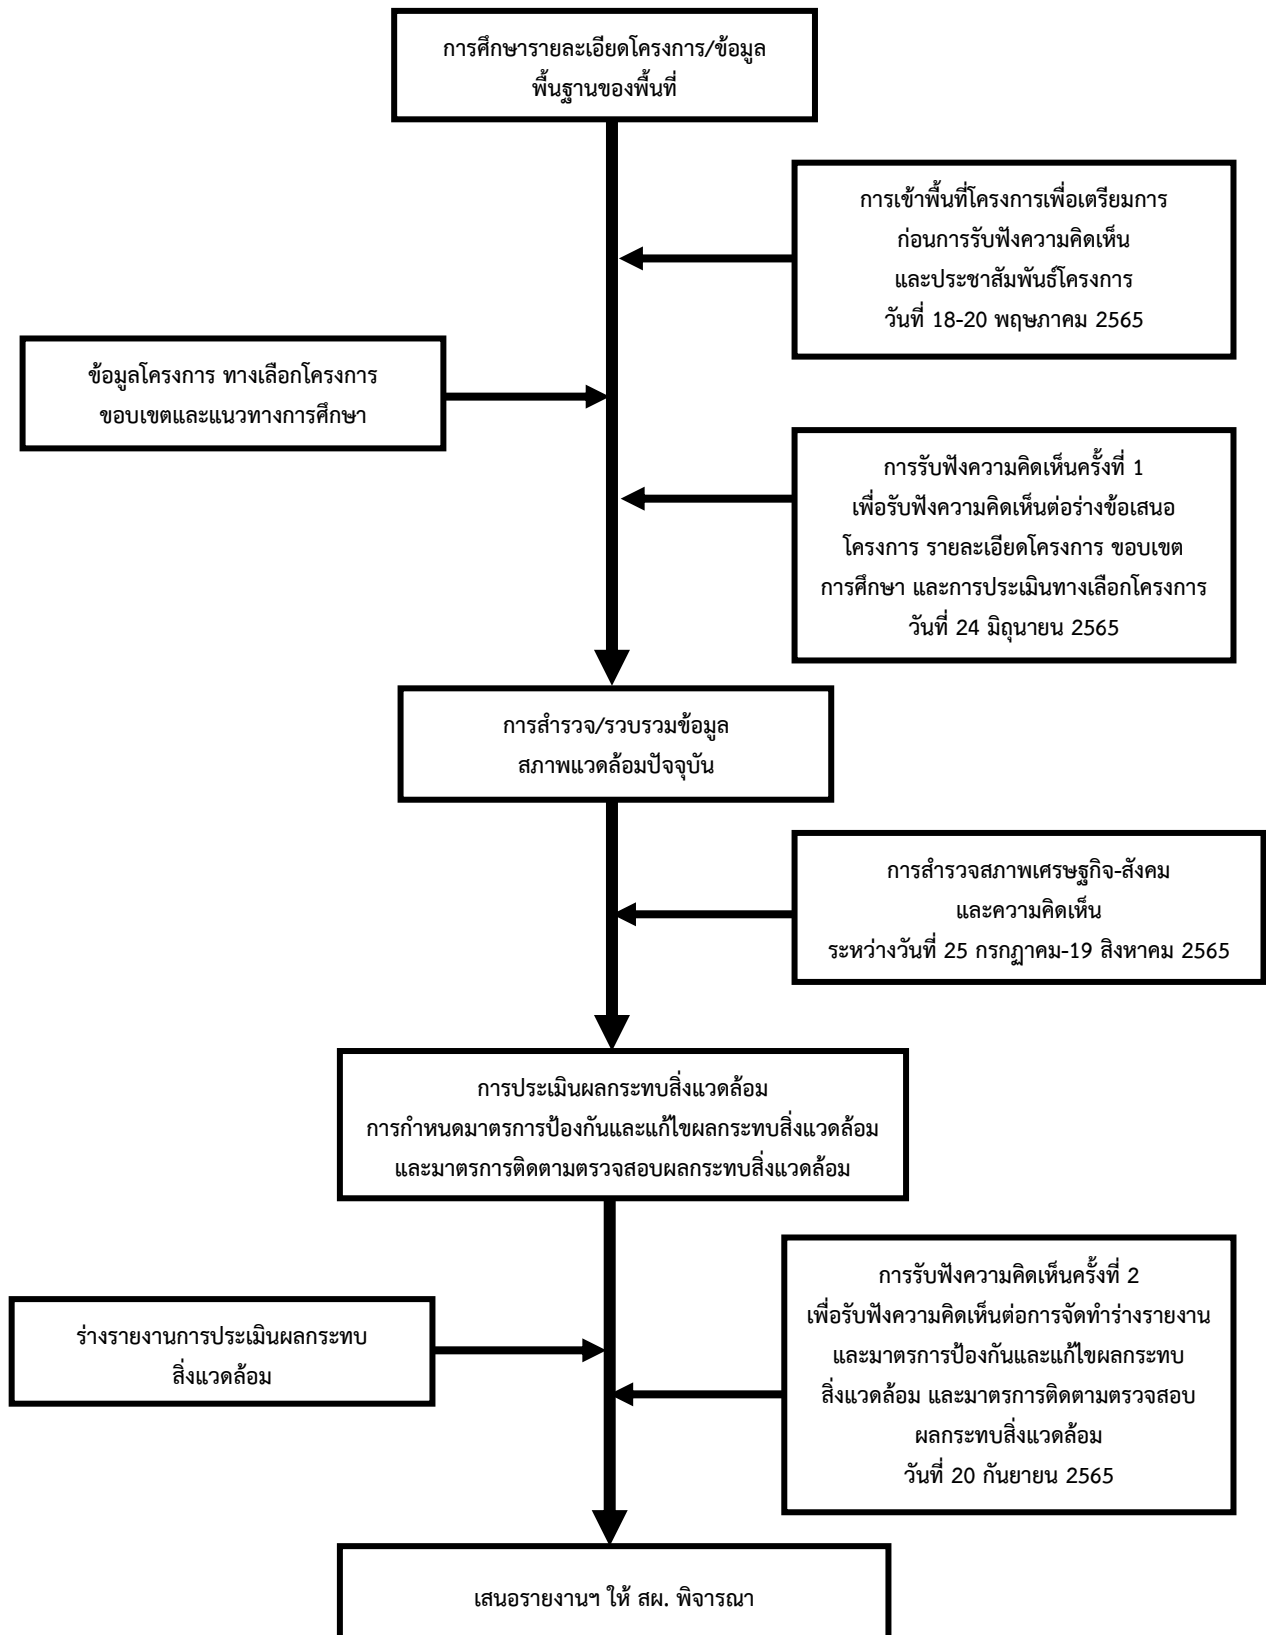 การศึกษารายละเอียดโครงการ/ข้อมูล
พื้นฐานของพื้นที่
การเข้าพื้นที่โครงการเพื่อเตรียมการ
ก่อนการรับฟังความคิดเห็น
และประชาสัมพันธ์โครงการ
วันที่ 18-20 พฤษภาคม 2565
ข้อมูลโครงการ ทางเลือกโครงการ
ขอบเขตและแนวทางการศึกษา
การรับฟังความคิดเห็นครั้งที่ 1
เพื่อรับฟังความคิดเห็นต่อร่างข้อเสนอ
โครงการ รายละเอียดโครงการ ขอบเขต
การศึกษา และการประเมินทางเลือกโครงการ
วันที่ 24 มิถุนายน 2565
การสำรวจ/รวบรวมข้อมูล
สภาพแวดล้อมปัจจุบัน
การสำรวจสภาพเศรษฐกิจ-สังคม
และความคิดเห็น
ระหว่างวันที่ 25 กรกฎาคม-19 สิงหาคม 2565
การประเมินผลกระทบสิ่งแวดล้อม
การกำหนดมาตรการป้องกันและแก้ไขผลกระทบสิ่งแวดล้อม
และมาตรการติดตามตรวจสอบผลกระทบสิ่งแวดล้อม
การรับฟังความคิดเห็นครั้งที่ 2
เพื่อรับฟังความคิดเห็นต่อการจัดทำร่างรายงาน
และมาตรการป้องกันและแก้ไขผลกระทบ
สิ่งแวดล้อม และมาตรการติดตามตรวจสอบ
ผลกระทบสิ่งแวดล้อม
วันที่ 20 กันยายน 2565
ร่างรายงานการประเมินผลกระทบ
สิ่งแวดล้อม
เสนอรายงานฯ ให้ สผ. พิจารณา